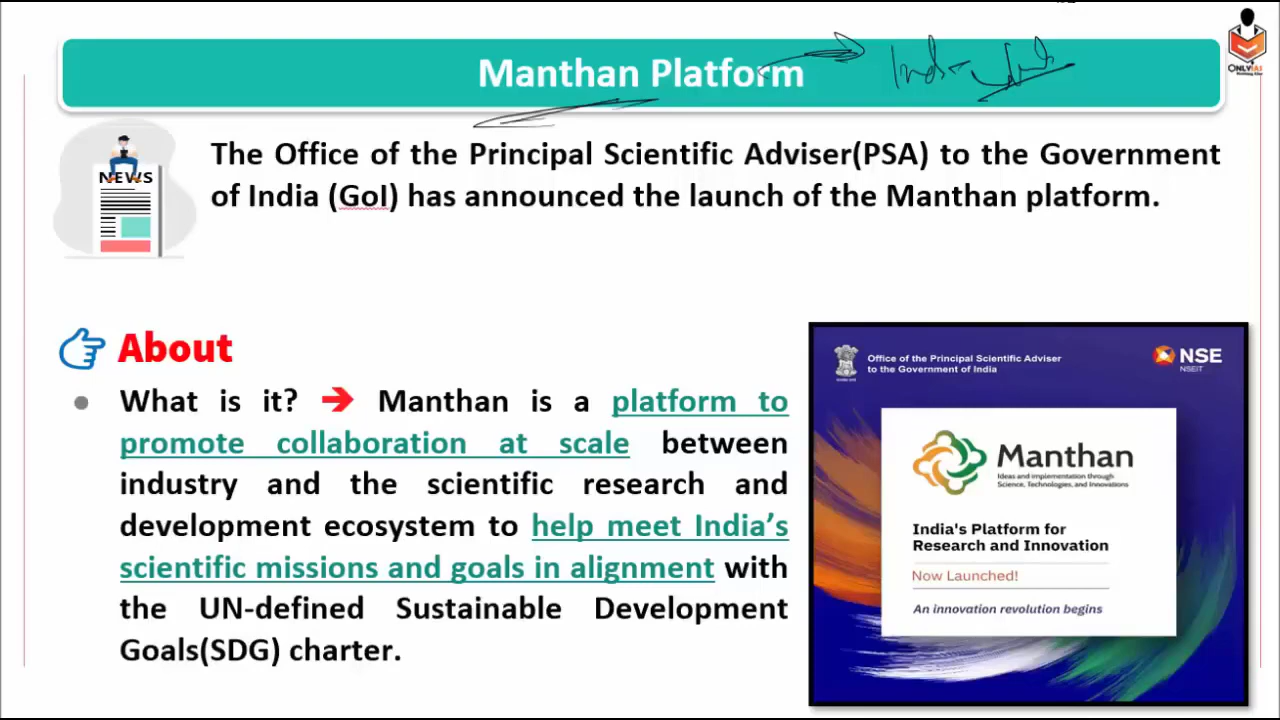 Manthan Platform
ONLYIAS
The Office of the Principal Scientific Adviser(PSA) to the Government
of India (GoI) has announced the launch of the Manthan platform.
NEWS
About
What is it? ➔ Manthan is a platform to
promote collaboration at scale between
industry and the scientific research and
development ecosystem to help meet India’s
scientific missions and goals in alignment with
the UN-defined Sustainable Development
Goals(SDG) charter.
Office of the Principal Scientific Adviser
to the Government of India
NSE
NSEIT
Manthan
Ideas and implementation through
Science, Technologies, and Innovations
India's Platform for
Research and Innovation
Now Launched!
An innovation revolution begins